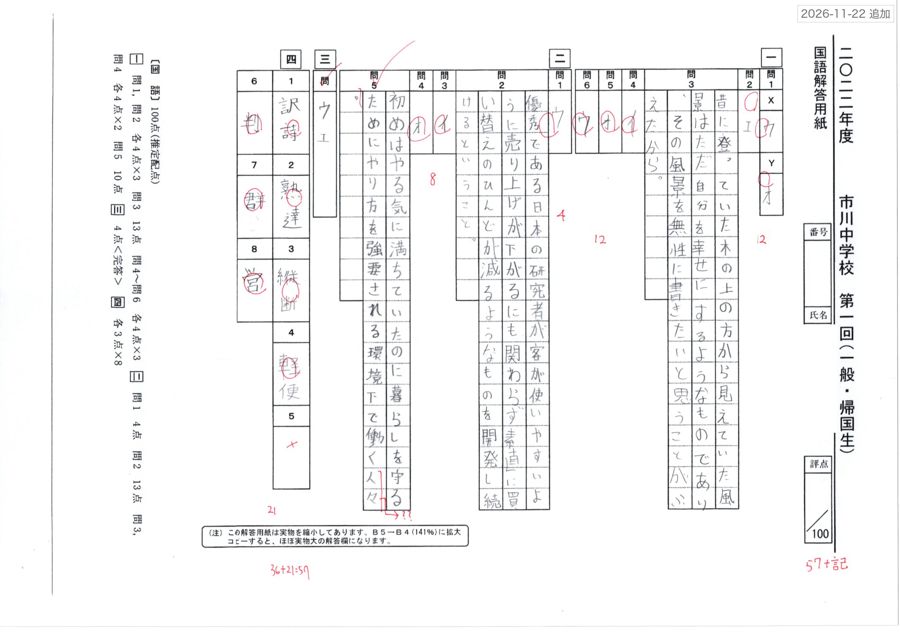 2026-11-22 追加
二〇二二年度 市川中学校 第一回(一般・帰国生)
国語解答用紙
番号
氏名
評点
/100
57+記
一
問1
X
ウ
Y
オ
問2
エ
12
問3
昔に登っていた木の上の方から見えていた風
景はただ自分を幸せにするようなものであり
、その風景を無性に書きたいと思うことが
えたから。
問4
イ
問5
オ
問6
ウ
12
二
問1
ウ
4
問2
優秀である日本の研究者が客が使いやすいよ
うに売り上げが下がるにも関わらず素直に買
い替えのひんどが減るようなものを開発し続
けるということ。
問3
イ
問4
オ
8
問5
初めはやる気に満ちていたのに暮らしを守る
ためにやり方を強要される環境下で働く人々
→??
三
問
ウエ
四
1
訳詩
2
熟達
3
縦断
4
軽便
5
×
6
判
7
群
8
営
21
(注) この解答用紙は実物を縮小してあります。B5→B4(141%)に拡大
コピーすると、ほぼ実物大の解答欄になります。
36+21=57
〔国 語〕100点(推定配点)
一 問1, 問2 各4点×3 問3 13点 問4~問6 各4点×3 二 問1 4点 問2 13点 問3,
問4 各4点×2 問5 10点 三 4点<完答> 四 各3点×8